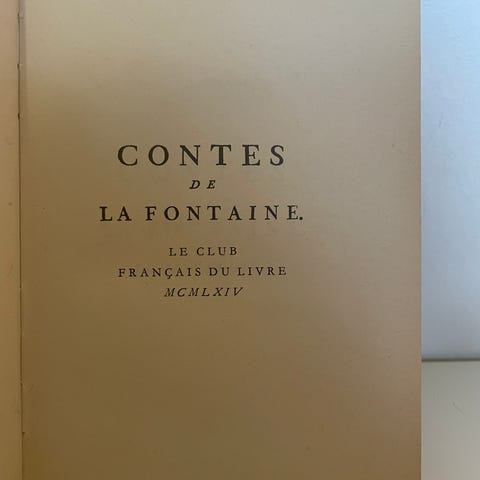 CONTES
DE
LA FONTAINE.
LE CLUB
FRANÇAIS DU LIVRE
MCMLXIV